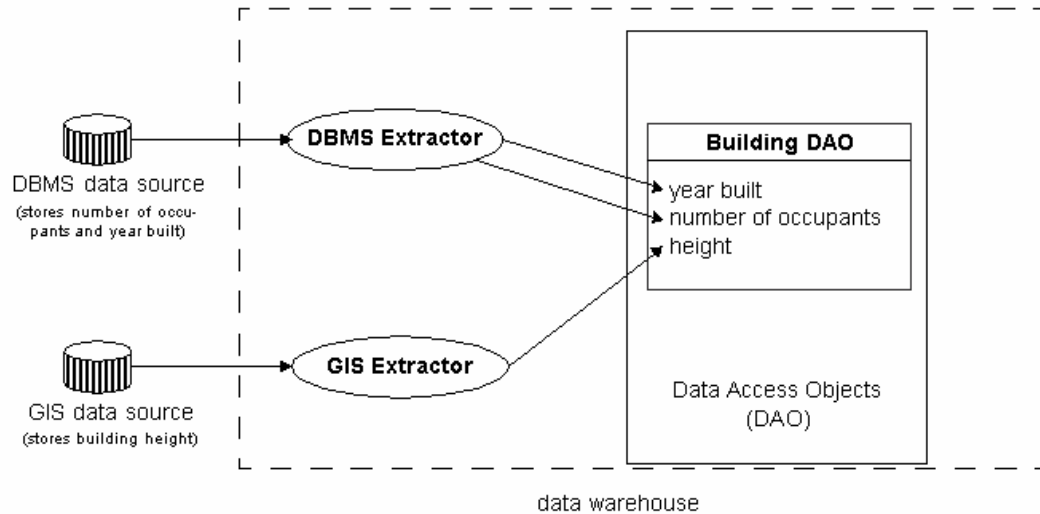 DBMS Extractor
Building DAO
DBMS data source
(stores number of occu-
pants and year built)
year built
number of occupants
height
GIS Extractor
GIS data source
(stores building height)
Data Access Objects
(DAO)
data warehouse